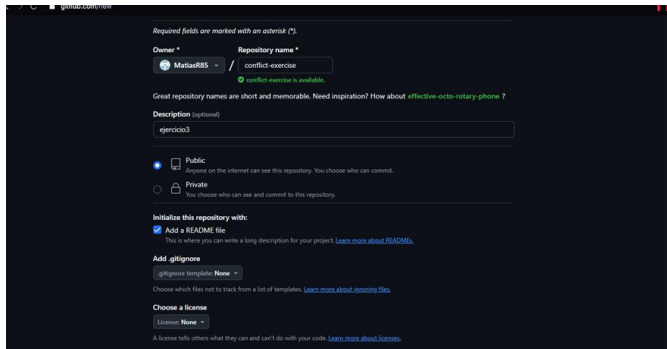 github.com/new
Required fields are marked with an asterisk (*).
Owner * Repository name *
MatiasR85 / conflict-exercise
conflict-exercise is available.
Great repository names are short and memorable. Need inspiration? How about effective-octo-rotary-phone ?
Description (optional)
ejercicio3
Public
Anyone on the internet can see this repository. You choose who can commit.
Private
You choose who can see and commit to this repository.
Initialize this repository with:
Add a README file
This is where you can write a long description for your project. Learn more about READMEs.
Add .gitignore
.gitignore template: None
Choose which files not to track from a list of templates. Learn more about ignoring files.
Choose a license
License: None
A license tells others what they can and can't do with your code. Learn more about licenses.